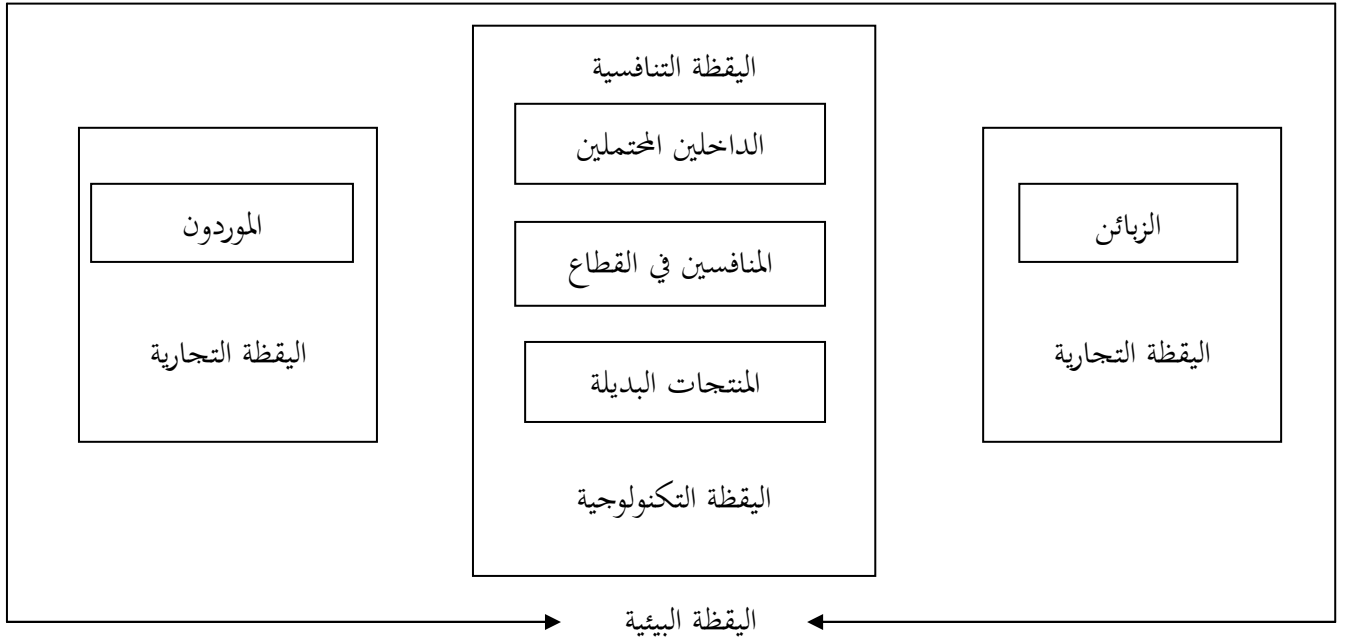 اليقظة التنافسية
الداخلين المحتملين
الزبائن
الموردون
المنافسين في القطاع
اليقظة التجارية
اليقظة التجارية
المنتجات البديلة
اليقظة التكنولوجية
اليقظة البيئية